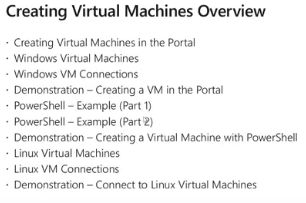 Creating Virtual Machines Overview
· Creating Virtual Machines in the Portal
· Windows Virtual Machines
· Windows VM Connections
· Demonstration – Creating a VM in the Portal
· PowerShell – Example (Part 1)
· PowerShell – Example (Part 2)
· Demonstration – Creating a Virtual Machine with PowerShell
· Linux Virtual Machines
· Linux VM Connections
· Demonstration – Connect to Linux Virtual Machines